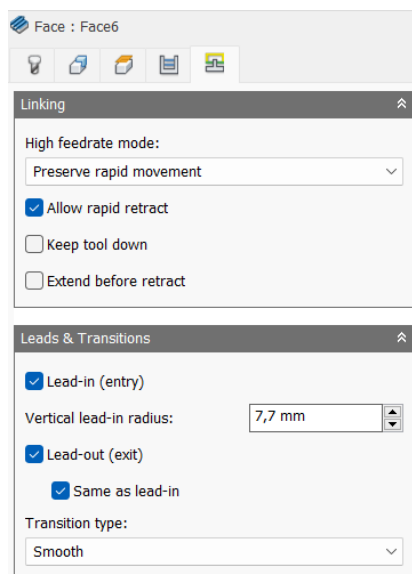 Face : Face6
Linking
High feedrate mode:
Preserve rapid movement
Allow rapid retract
Keep tool down
Extend before retract
Leads & Transitions
Lead-in (entry)
Vertical lead-in radius:
7,7 mm
Lead-out (exit)
Same as lead-in
Transition type:
Smooth